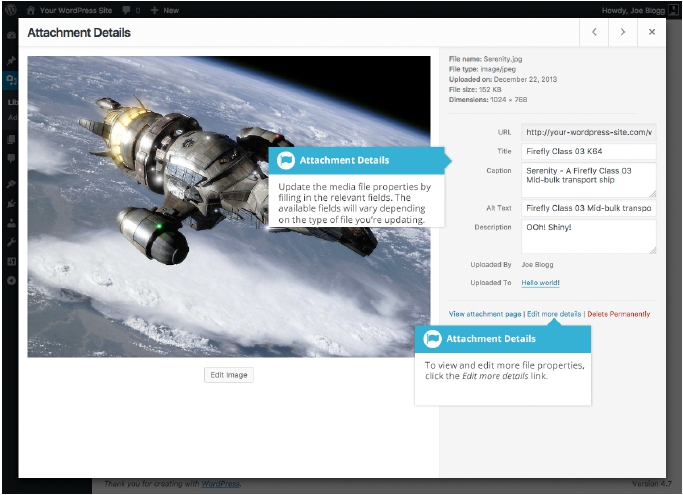 Your WordPress Site 0 + New Howdy, Joe Blogg
Attachment Details
File name: Serenity.jpg
File type: image/jpeg
Uploaded on: December 22, 2013
File size: 152 KB
Dimensions: 1024 × 768
URL http://your-wordpress-site.com/v
Title Firefly Class 03 K64
Caption Serenity - A Firefly Class 03
Mid-bulk transport ship
Alt Text Firefly Class 03 Mid-bulk transpo
Description OOh! Shiny!
Uploaded By Joe Blogg
Uploaded To Hello world!
View attachment page | Edit more details | Delete Permanently
Attachment Details
Update the media file properties by
filling in the relevant fields. The
available fields will vary depending
on the type of file you're updating.
Attachment Details
To view and edit more file properties,
click the Edit more details link.
Edit Image
Lib
Ad
Thank you for creating with WordPress.
Version 4.7